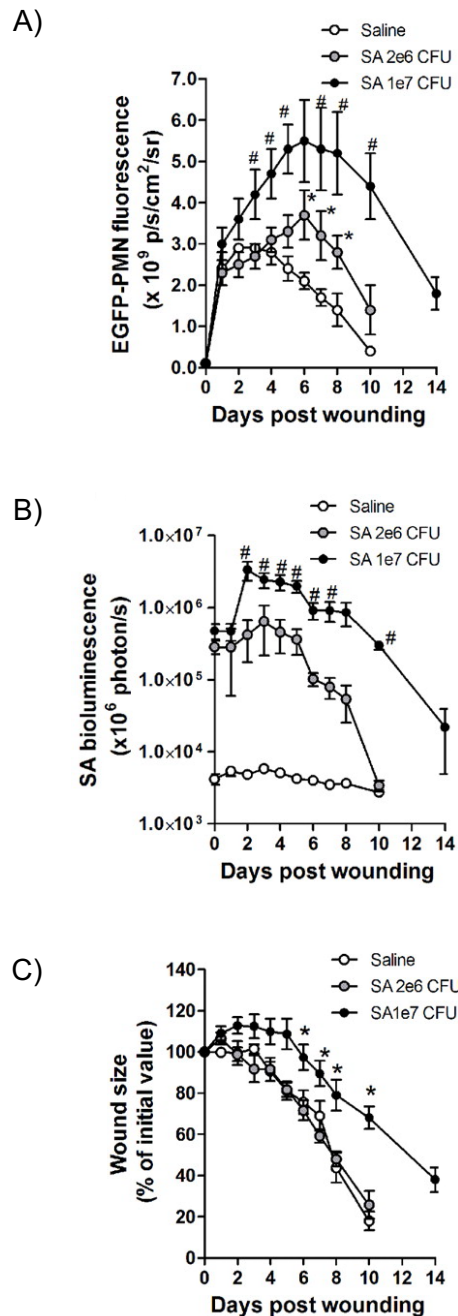 A)
Saline
SA 2e6 CFU
SA 1e7 CFU
EGFP-PMN fluorescence
(x 10⁹ p/s/cm²/sr)
7.0
6.0
5.0
4.0
3.0
2.0
1.0
0.0
# # # # # # #
* * *
0 2 4 6 8 10 12 14
Days post wounding
B)
Saline
SA 2e6 CFU
SA 1e7 CFU
SA bioluminescence
(x10⁶ photon/s)
1.0×10⁷
1.0×10⁶
1.0×10⁵
1.0×10⁴
1.0×10³
# # # # # # #
0 2 4 6 8 10 12 14
Days post wounding
C)
Saline
SA 2e6 CFU
SA1e7 CFU
Wound size
(% of initial value)
140
120
100
80
60
40
20
0
* * * *
0 2 4 6 8 10 12 14
Days post wounding